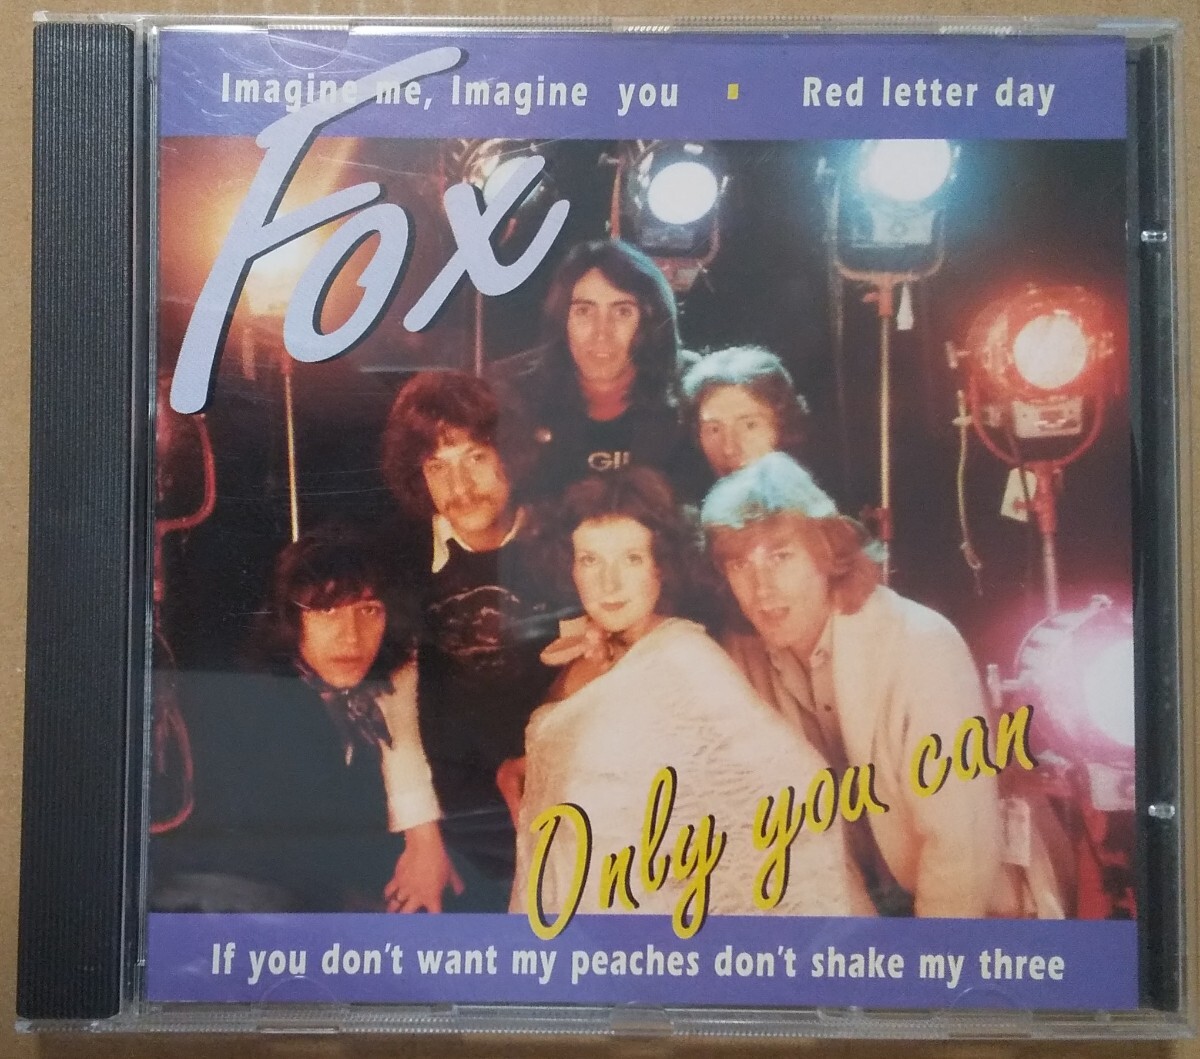 Imagine me, Imagine you ▪ Red letter day
Fox
GI
Only you can
If you don't want my peaches don't shake my three